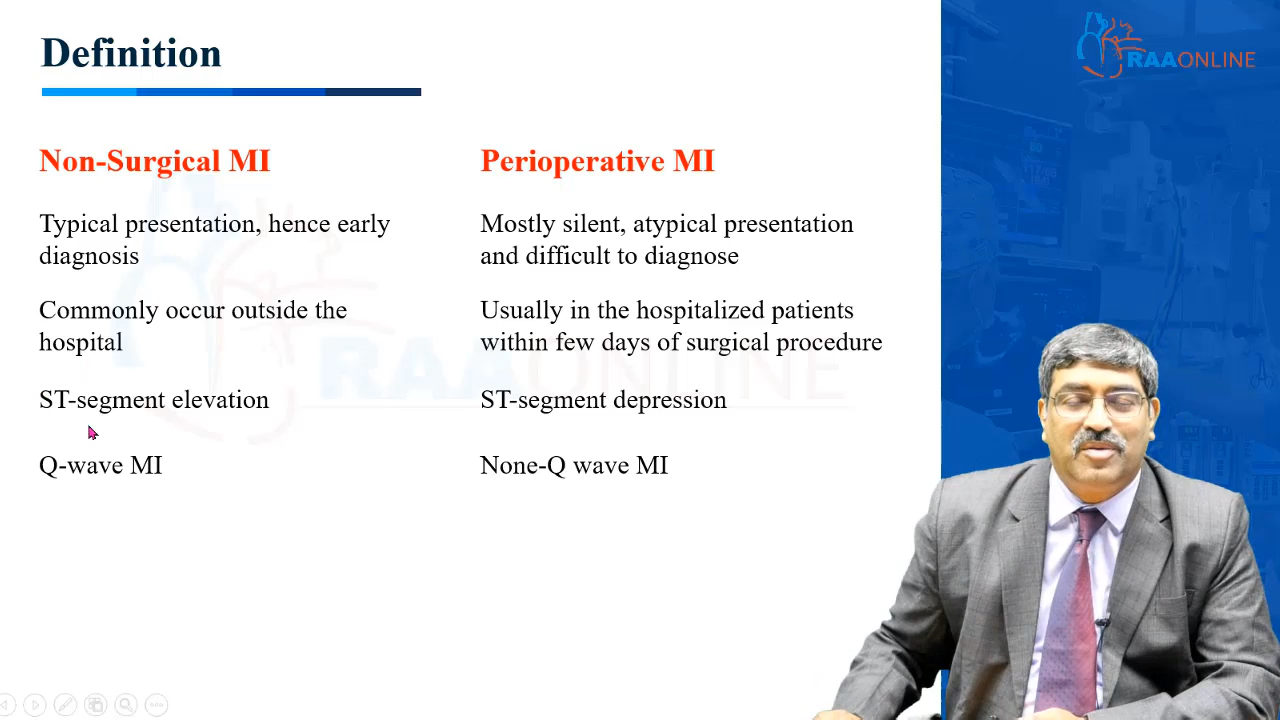 Definition
RAAONLINE
Non-Surgical MI
Perioperative MI
Typical presentation, hence early
diagnosis
Mostly silent, atypical presentation
and difficult to diagnose
Commonly occur outside the
hospital
Usually in the hospitalized patients
within few days of surgical procedure
ST-segment elevation
ST-segment depression
Q-wave MI
None-Q wave MI
RAAONLINE